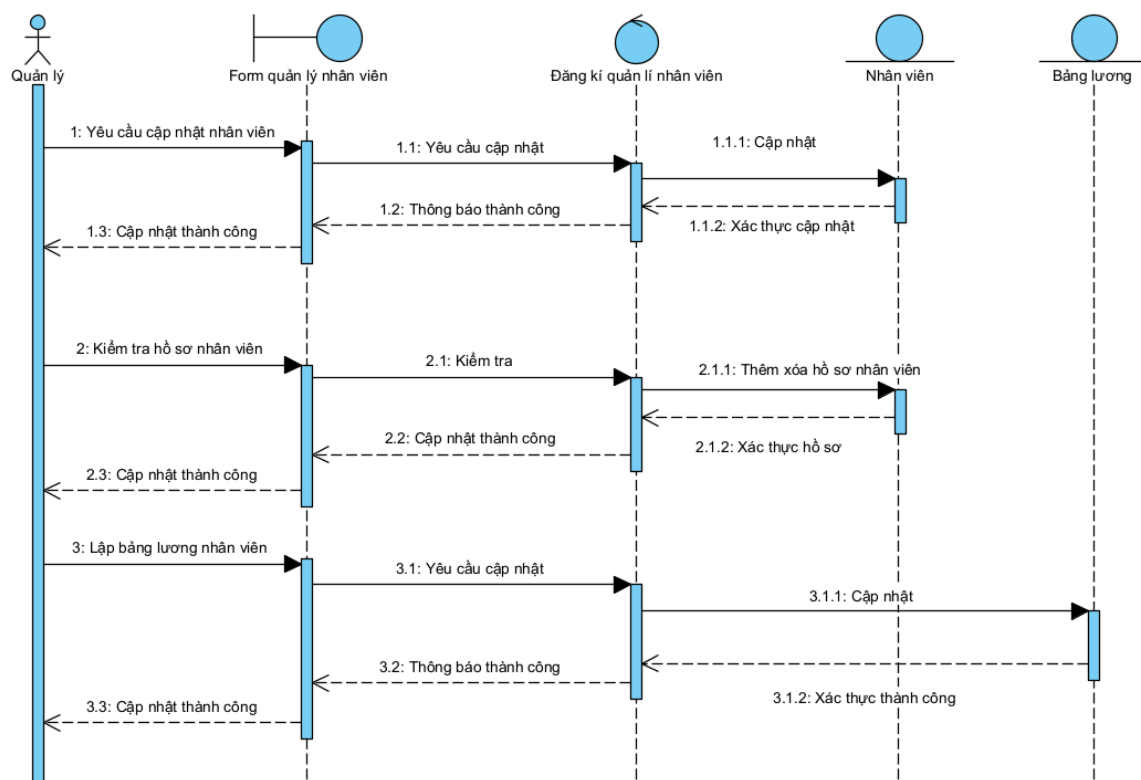 Quản lý
Form quản lý nhân viên
Đăng kí quản lí nhân viên
Nhân viên
Bảng lương
1: Yêu cầu cập nhật nhân viên
1.1: Yêu cầu cập nhật
1.1.1: Cập nhật
1.2: Thông báo thành công
1.1.2: Xác thực cập nhật
1.3: Cập nhật thành công
2: Kiểm tra hồ sơ nhân viên
2.1: Kiểm tra
2.1.1: Thêm xóa hồ sơ nhân viên
2.2: Cập nhật thành công
2.1.2: Xác thực hồ sơ
2.3: Cập nhật thành công
3: Lập bảng lương nhân viên
3.1: Yêu cầu cập nhật
3.1.1: Cập nhật
3.2: Thông báo thành công
3.1.2: Xác thực thành công
3.3: Cập nhật thành công